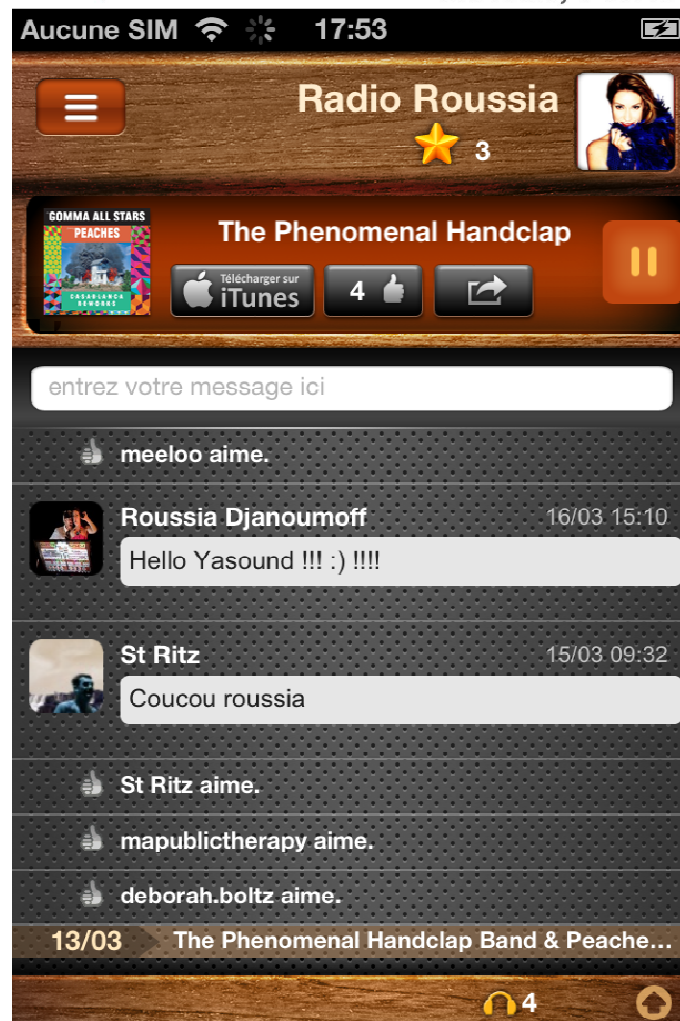 Aucune SIM 17:53
Radio Roussia
3
GOMMA ALL STARS
PEACHES
CASABLANCA
REWORKS
The Phenomenal Handclap
Télécharger sur
iTunes
4
entrez votre message ici
meeloo aime.
Roussia Djanoumoff 16/03 15:10
Hello Yasound !!! :) !!!!
St Ritz 15/03 09:32
Coucou roussia
St Ritz aime.
mapublictherapy aime.
deborah.boltz aime.
13/03 The Phenomenal Handclap Band & Peache...
4